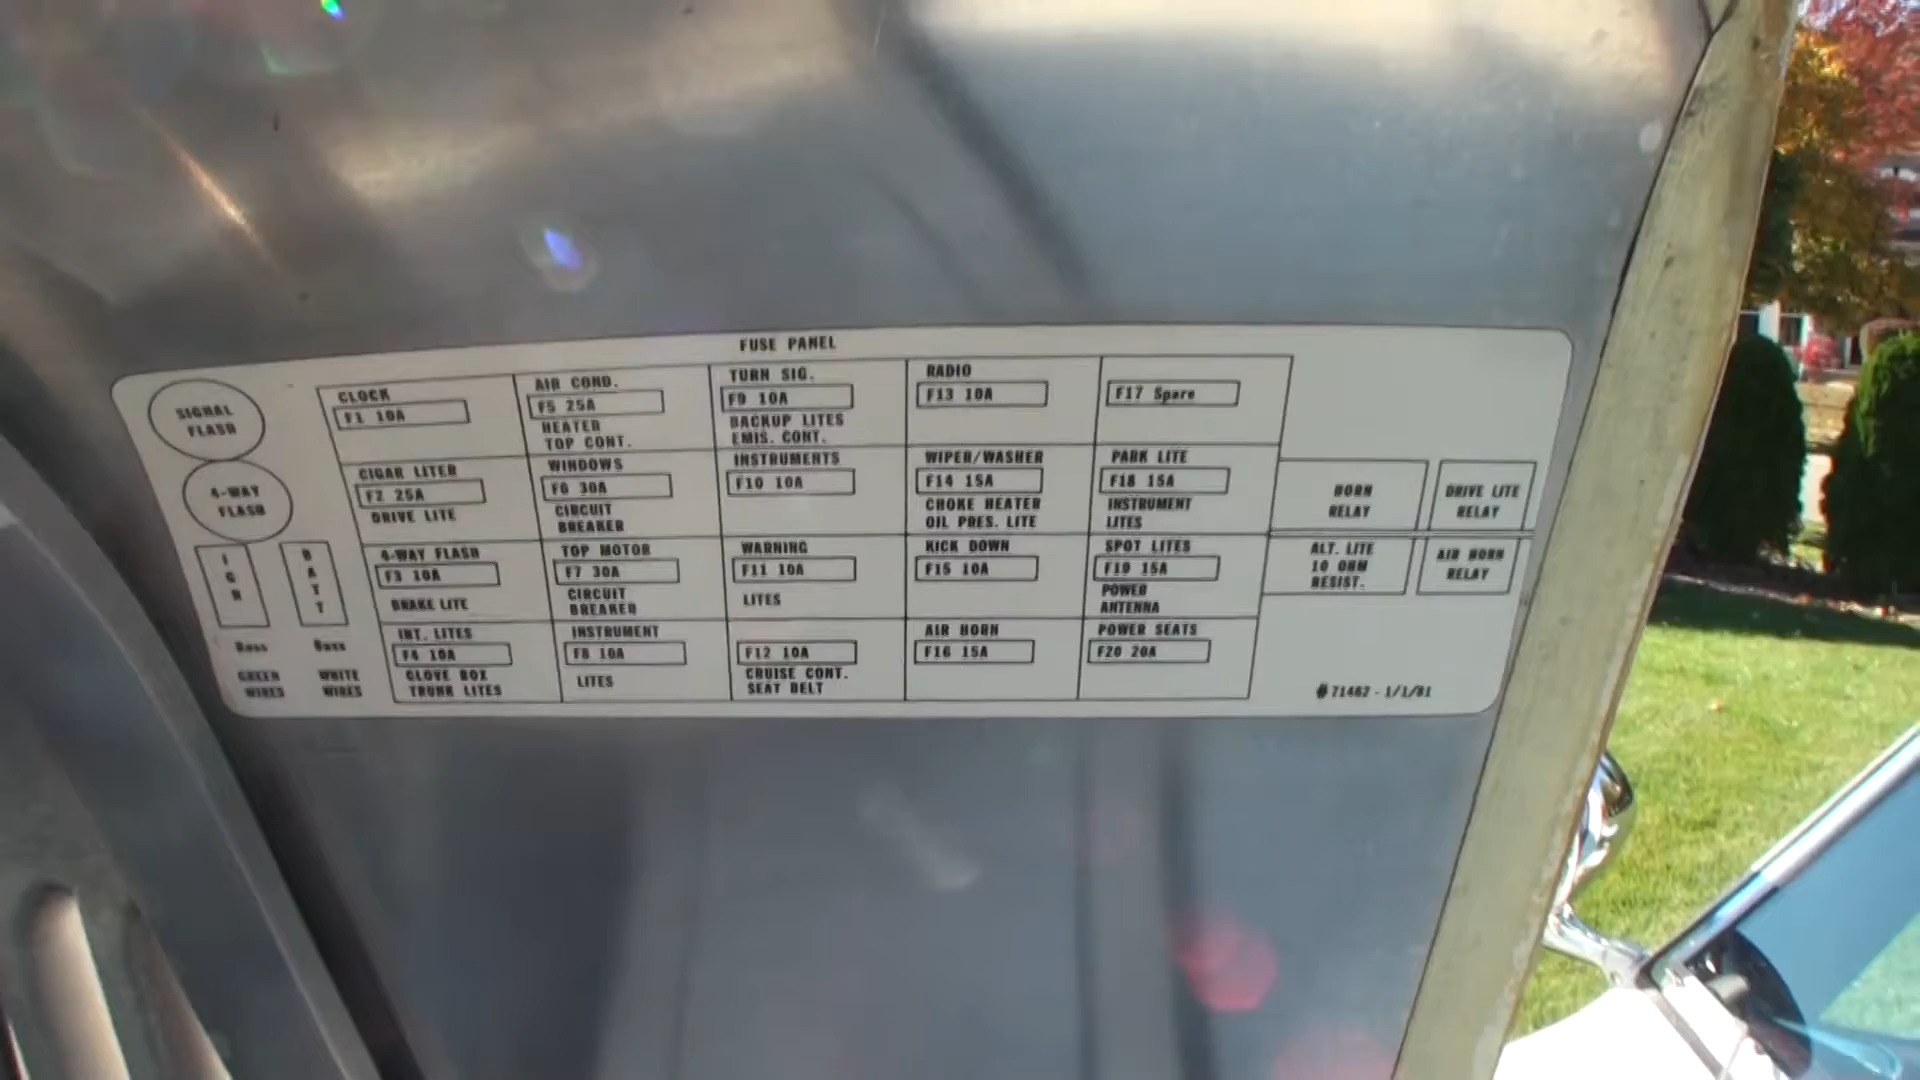 FUSE PANEL
SIGNAL
FLASH
4-WAY
FLASH
IGN
BATT
Buss
Buss
GREEN
WIRES
WHITE
WIRES
CLOCK
F1 10A
AIR COND.
F5 25A
HEATER
TOP CONT.
TURN SIG.
F9 10A
BACKUP LITES
EMIS. CONT.
RADIO
F13 10A
F17 Spare
CIGAR LITER
F2 25A
DRIVE LITE
WINDOWS
F6 30A
CIRCUIT
BREAKER
INSTRUMENTS
F10 10A
WIPER/WASHER
F14 15A
CHOKE HEATER
OIL PRES. LITE
PARK LITE
F18 15A
INSTRUMENT
LITES
HORN
RELAY
DRIVE LITE
RELAY
4-WAY FLASH
F3 10A
BRAKE LITE
TOP MOTOR
F7 30A
CIRCUIT
BREAKER
WARNING
F11 10A
LITES
KICK DOWN
F15 10A
SPOT LITES
F19 15A
POWER
ANTENNA
ALT. LITE
10 OHM
RESIST.
AIR HORN
RELAY
INT. LITES
F4 10A
GLOVE BOX
TRUNK LITES
INSTRUMENT
F8 10A
LITES
F12 10A
CRUISE CONT.
SEAT BELT
AIR HORN
F16 15A
POWER SEATS
F20 20A
#71462 - 1/1/81